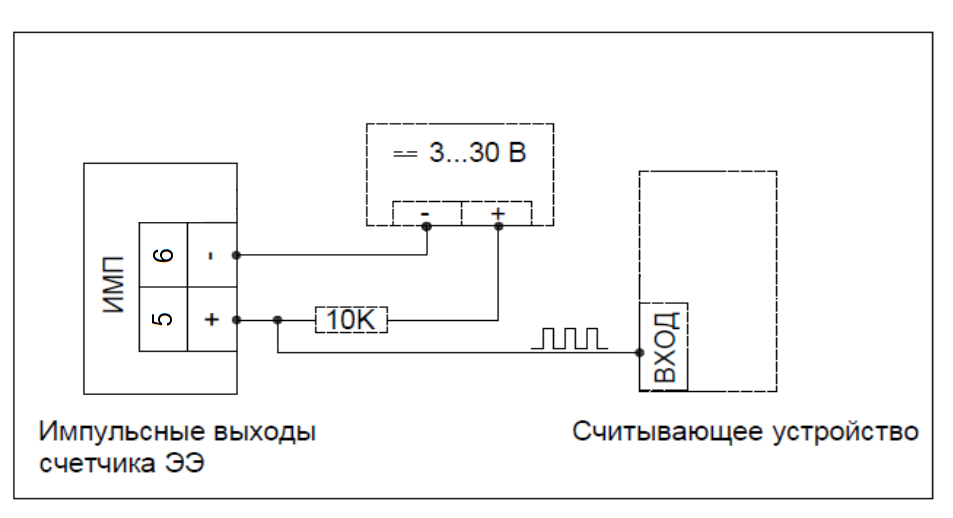 ⎓ 3...30 В
- +
ИМП
6 -
5 +
10K
ВХОД
Импульсные выходы
счетчика ЭЭ
Считывающее устройство